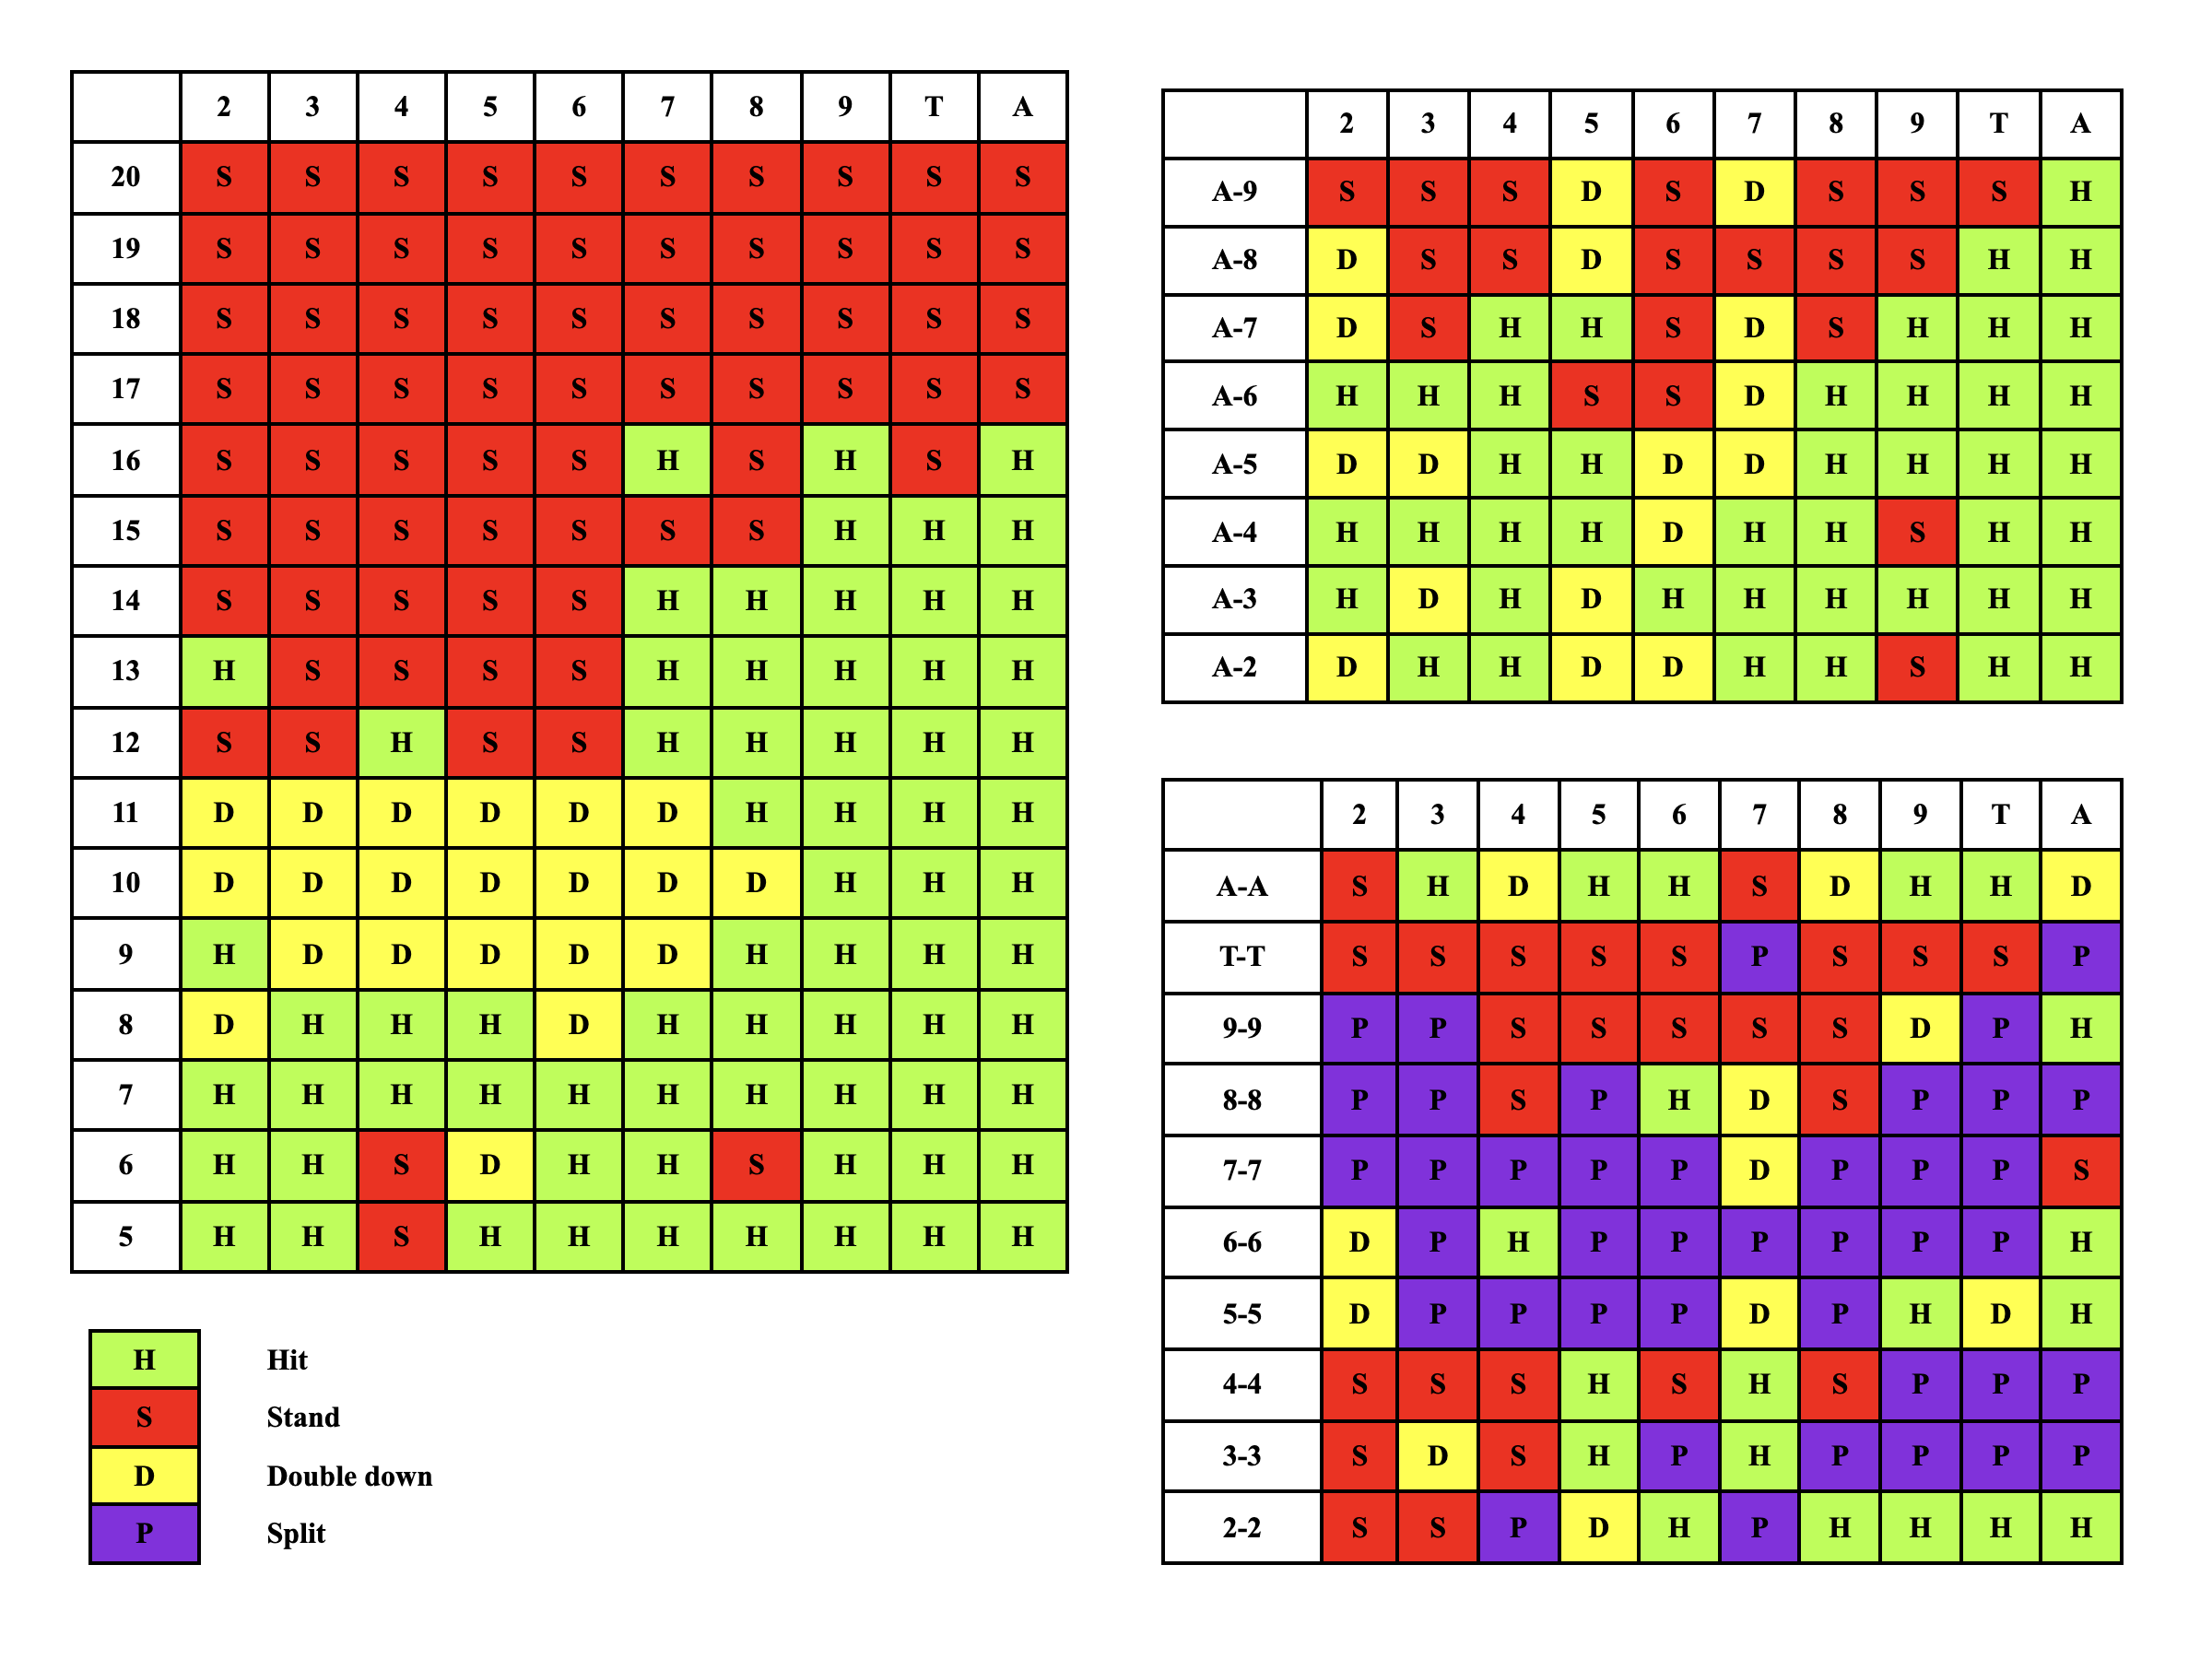 2 3 4 5 6 7 8 9 T A
20 S S S S S S S S S S
19 S S S S S S S S S S
18 S S S S S S S S S S
17 S S S S S S S S S S
16 S S S S S H S H S H
15 S S S S S S S H H H
14 S S S S S H H H H H
13 H S S S S H H H H H
12 S S H S S H H H H H
11 D D D D D D H H H H
10 D D D D D D D H H H
9 H D D D D D H H H H
8 D H H H D H H H H H
7 H H H H H H H H H H
6 H H S D H H S H H H
5 H H S H H H H H H H
H Hit
S Stand
D Double down
P Split
2 3 4 5 6 7 8 9 T A
A-9 S S S D S D S S S H
A-8 D S S D S S S S H H
A-7 D S H H S D S H H H
A-6 H H H S S D H H H H
A-5 D D H H D D H H H H
A-4 H H H H D H H S H H
A-3 H D H D H H H H H H
A-2 D H H D D H H S H H
2 3 4 5 6 7 8 9 T A
A-A S H D H H S D H H D
T-T S S S S S P S S S P
9-9 P P S S S S S D P H
8-8 P P S P H D S P P P
7-7 P P P P P D P P P S
6-6 D P H P P P P P P H
5-5 D P P P P D P H D H
4-4 S S S H S H S P P P
3-3 S D S H P H P P P P
2-2 S S P D H P H H H H